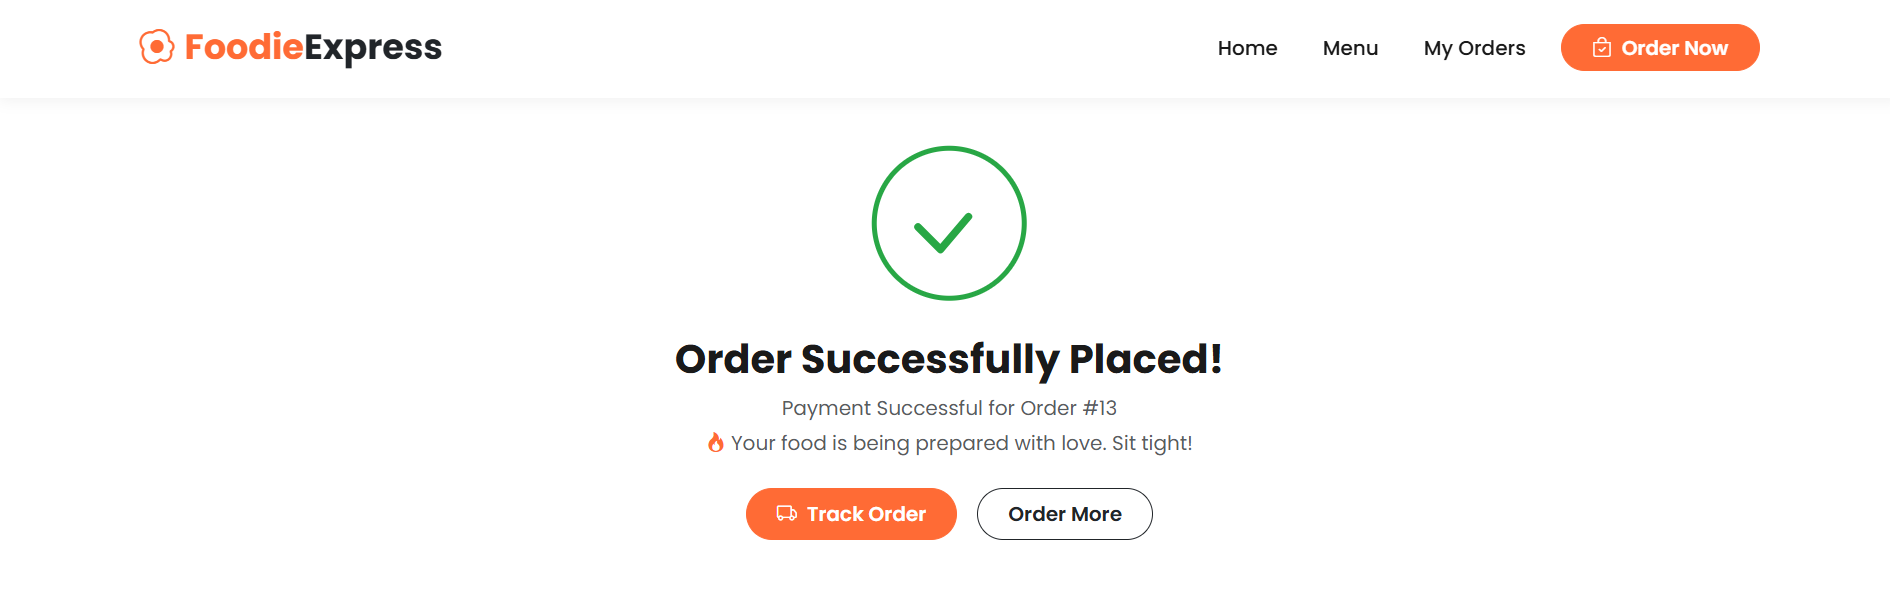 FoodieExpress
Home
Menu
My Orders
Order Now
Order Successfully Placed!
Payment Successful for Order #13
Your food is being prepared with love. Sit tight!
Track Order
Order More